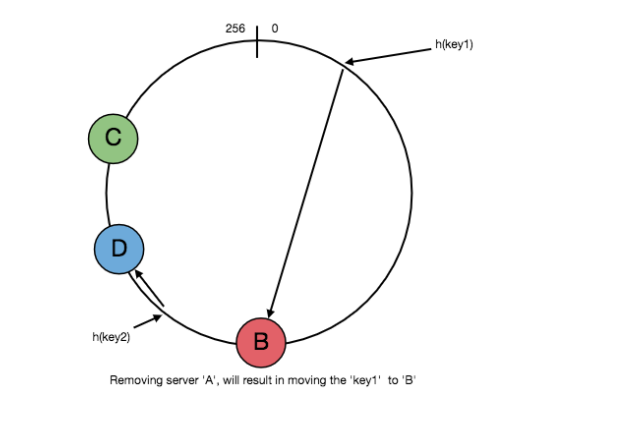 256 0
h(key1)
C
D
h(key2)
B
Removing server 'A', will result in moving the 'key1' to 'B'